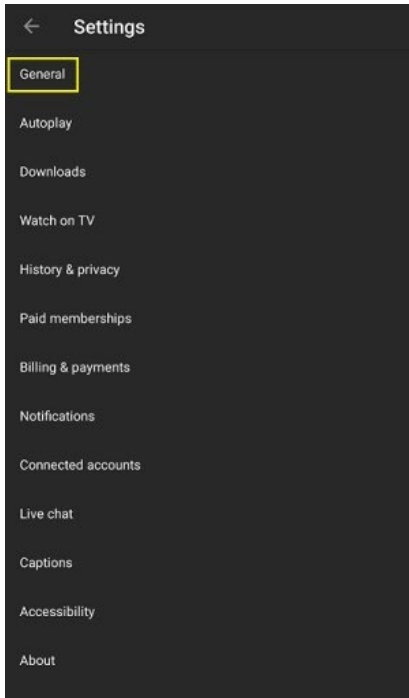 Settings
General
Autoplay
Downloads
Watch on TV
History & privacy
Paid memberships
Billing & payments
Notifications
Connected accounts
Live chat
Captions
Accessibility
About